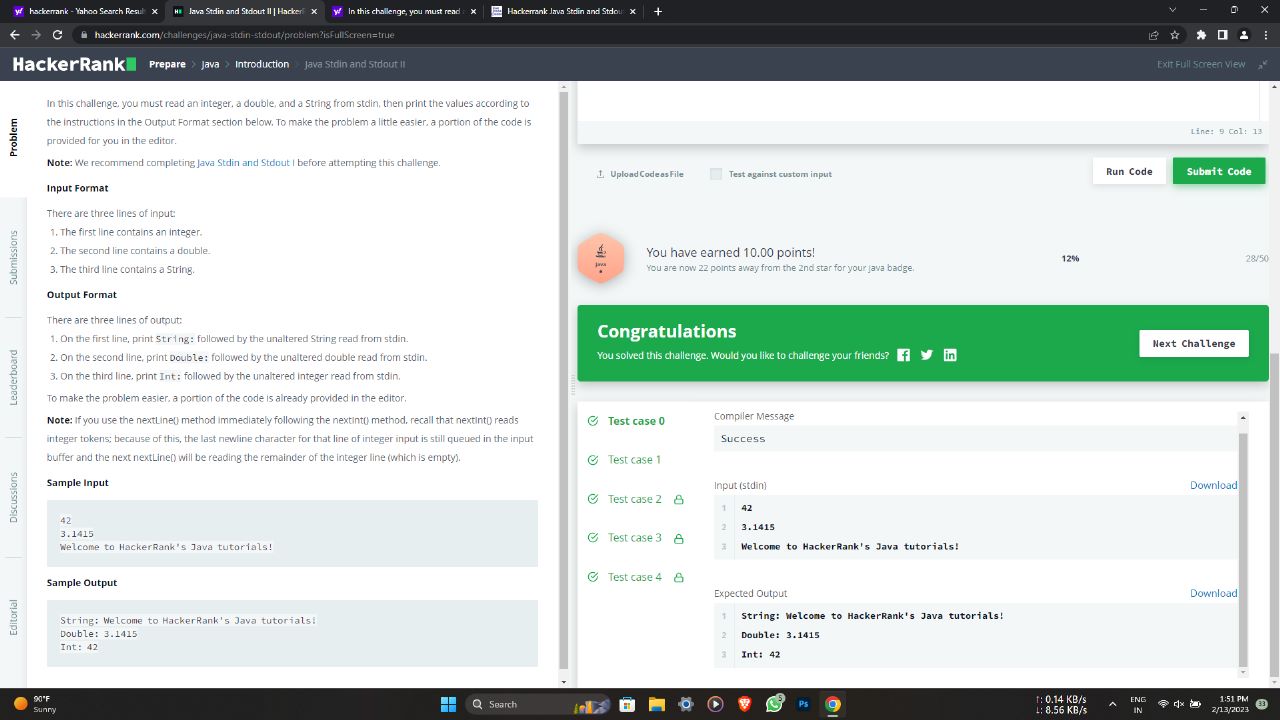 hackerrank - Yahoo Search Resul
Java Stdin and Stdout II | HackerR
In this challenge, you must read a
Hackerrank Java Stdin and Stdou
hackerrank.com/challenges/java-stdin-stdout/problem?isFullScreen=true
HackerRank
Prepare > Java > Introduction > Java Stdin and Stdout II
Exit Full Screen View
Problem
Submissions
Leaderboard
Discussions
Editorial
In this challenge, you must read an integer, a double, and a String from stdin, then print the values according to
the instructions in the Output Format section below. To make the problem a little easier, a portion of the code is
provided for you in the editor.
Note: We recommend completing Java Stdin and Stdout I before attempting this challenge.
Input Format
There are three lines of input:
1. The first line contains an integer.
2. The second line contains a double.
3. The third line contains a String.
Output Format
There are three lines of output:
1. On the first line, print String: followed by the unaltered String read from stdin.
2. On the second line, print Double: followed by the unaltered double read from stdin.
3. On the third line, print Int: followed by the unaltered integer read from stdin.
To make the problem easier, a portion of the code is already provided in the editor.
Note: If you use the nextLine() method immediately following the nextInt() method, recall that nextInt() reads
integer tokens; because of this, the last newline character for that line of integer input is still queued in the input
buffer and the next nextLine() will be reading the remainder of the integer line (which is empty).
Sample Input
42
3.1415
Welcome to HackerRank's Java tutorials!
Sample Output
String: Welcome to HackerRank's Java tutorials!
Double: 3.1415
Int: 42
Line: 9 Col: 13
Upload Code as File
Test against custom input
Run Code
Submit Code
Java
You have earned 10.00 points!
You are now 22 points away from the 2nd star for your java badge.
12%
28/50
Congratulations
You solved this challenge. Would you like to challenge your friends?
Next Challenge
Test case 0
Test case 1
Test case 2
Test case 3
Test case 4
Compiler Message
Success
Input (stdin)
Download
1 42
2 3.1415
3 Welcome to HackerRank's Java tutorials!
Expected Output
Download
1 String: Welcome to HackerRank's Java tutorials!
2 Double: 3.1415
3 Int: 42
90°F
Sunny
Search
5
Ps
0.14 KB/s
8.56 KB/s
ENG
IN
1:51 PM
2/13/2023
33